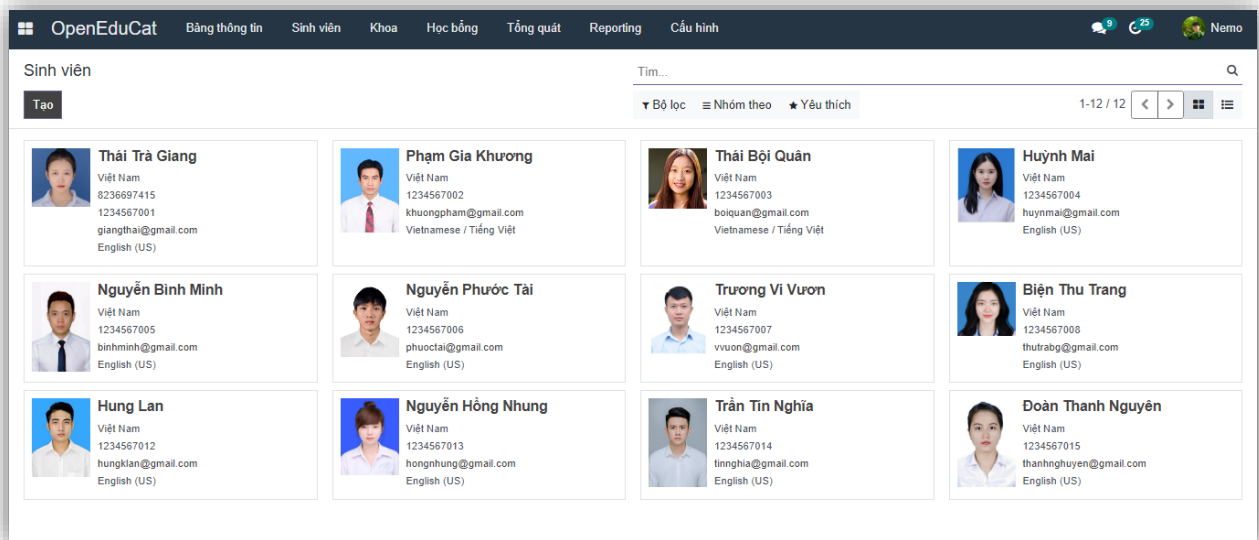 OpenEduCat Bảng thông tin Sinh viên Khoa Học bổng Tổng quát Reporting Cấu hình 9 25 Nemo
Sinh viên
Tìm...
Tạo
Bộ lọc Nhóm theo Yêu thích 1-12 / 12
Thái Trà Giang
Việt Nam
8236697415
1234567001
giangthai@gmail.com
English (US)
Phạm Gia Khương
Việt Nam
1234567002
khuongpham@gmail.com
Vietnamese / Tiếng Việt
Thái Bội Quân
Việt Nam
1234567003
boiquan@gmail.com
Vietnamese / Tiếng Việt
Huỳnh Mai
Việt Nam
1234567004
huynmai@gmail.com
English (US)
Nguyễn Bình Minh
Việt Nam
1234567005
binhminh@gmail.com
English (US)
Nguyễn Phước Tài
Việt Nam
1234567006
phuoctai@gmail.com
English (US)
Trương Vi Vươn
Việt Nam
1234567007
vvuon@gmail.com
English (US)
Biện Thu Trang
Việt Nam
1234567008
thutrabg@gmail.com
English (US)
Hung Lan
Việt Nam
1234567012
hungklan@gmail.com
English (US)
Nguyễn Hồng Nhung
Việt Nam
1234567013
hongnhung@gmail.com
English (US)
Trần Tín Nghĩa
Việt Nam
1234567014
tinnghia@gmail.com
English (US)
Đoàn Thanh Nguyên
Việt Nam
1234567015
thanhnghuyen@gmail.com
English (US)